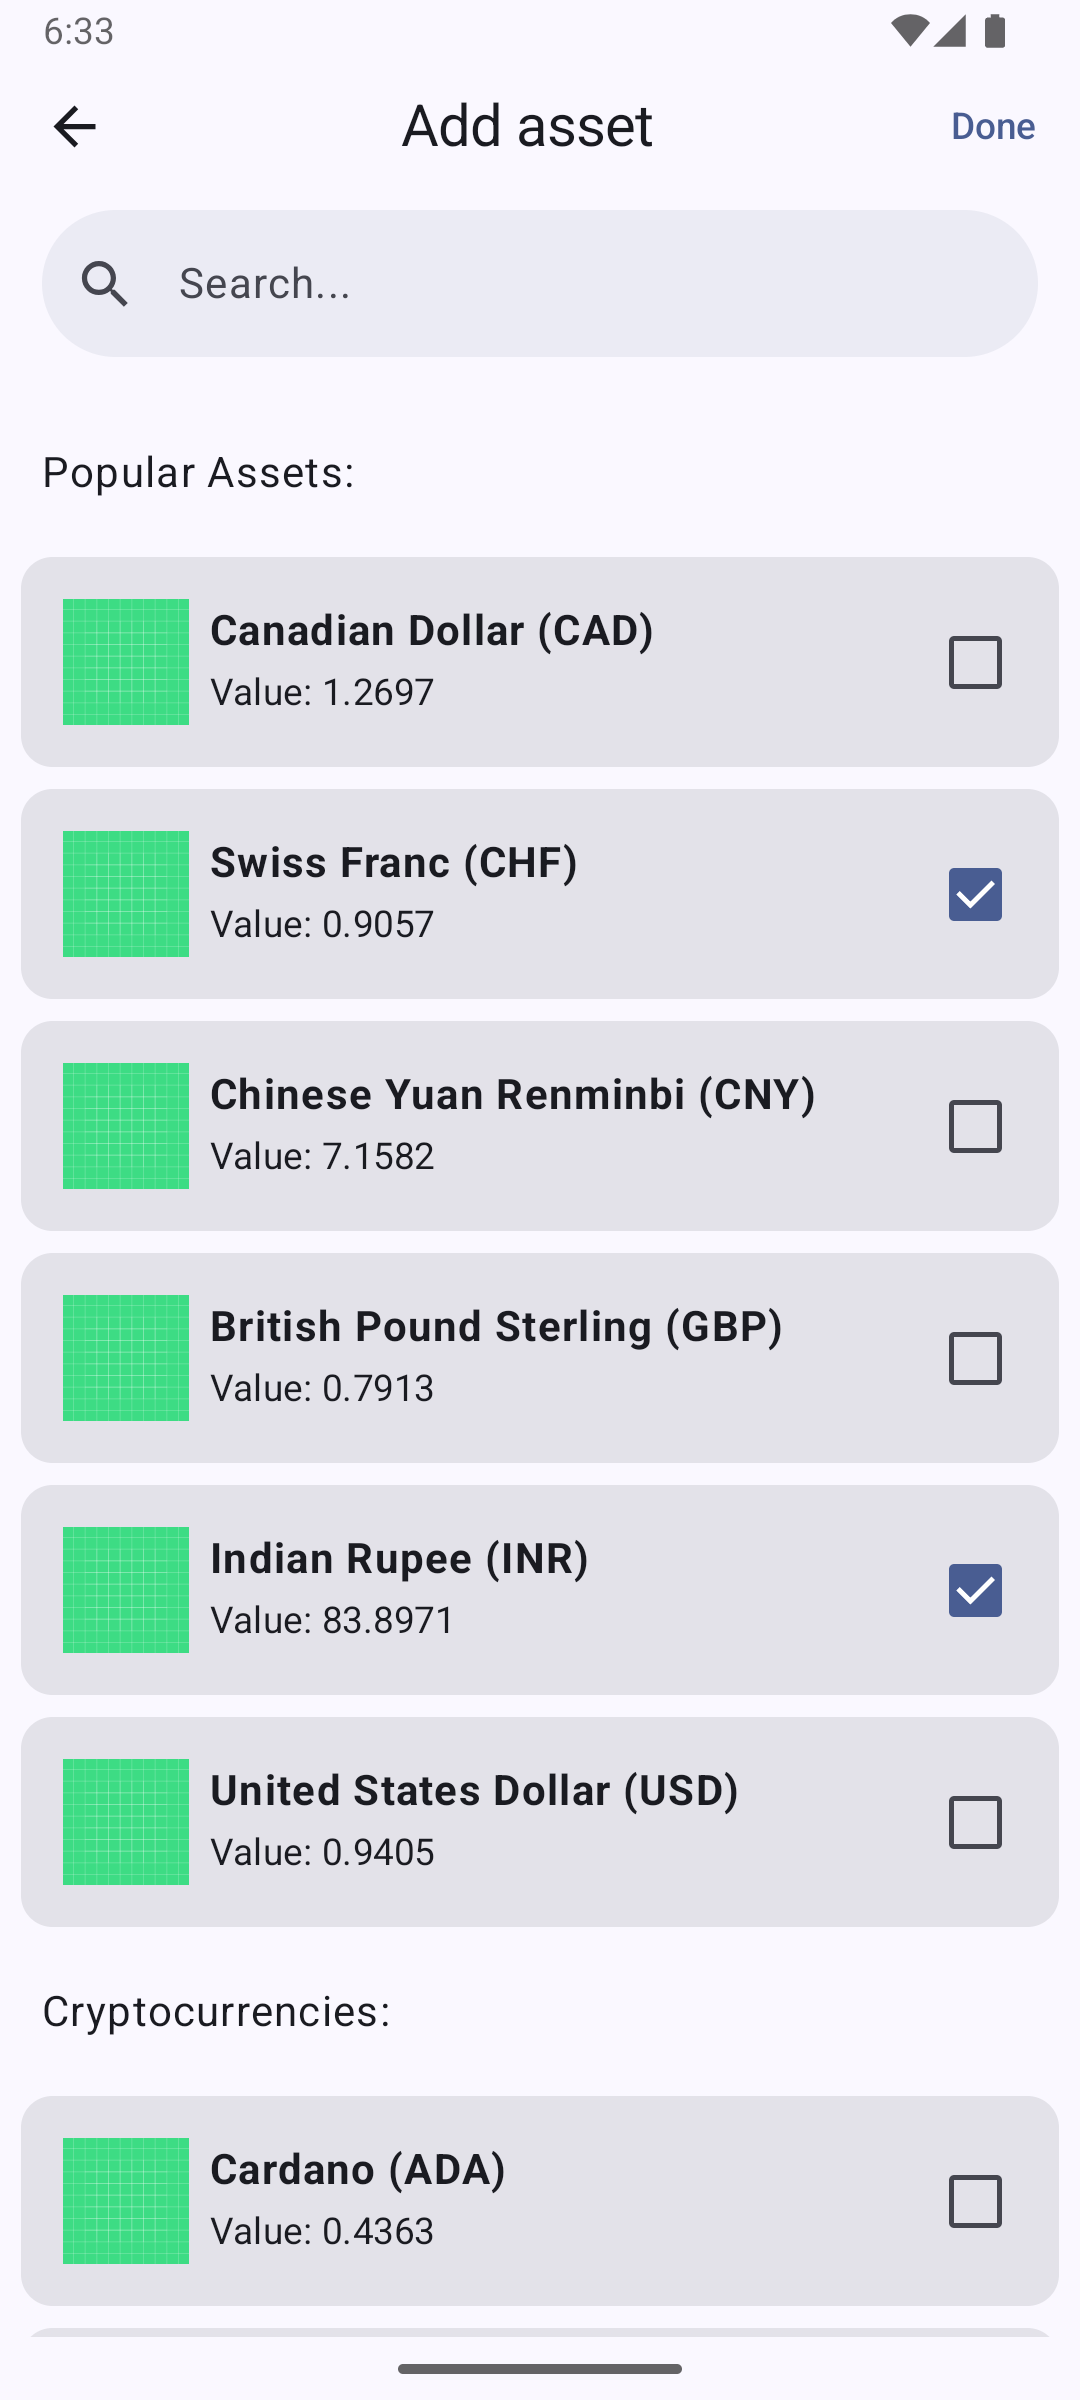 6:33
Add asset
Done
Search...
Popular Assets:
Canadian Dollar (CAD)
Value: 1.2697
Swiss Franc (CHF)
Value: 0.9057
Chinese Yuan Renminbi (CNY)
Value: 7.1582
British Pound Sterling (GBP)
Value: 0.7913
Indian Rupee (INR)
Value: 83.8971
United States Dollar (USD)
Value: 0.9405
Cryptocurrencies:
Cardano (ADA)
Value: 0.4363